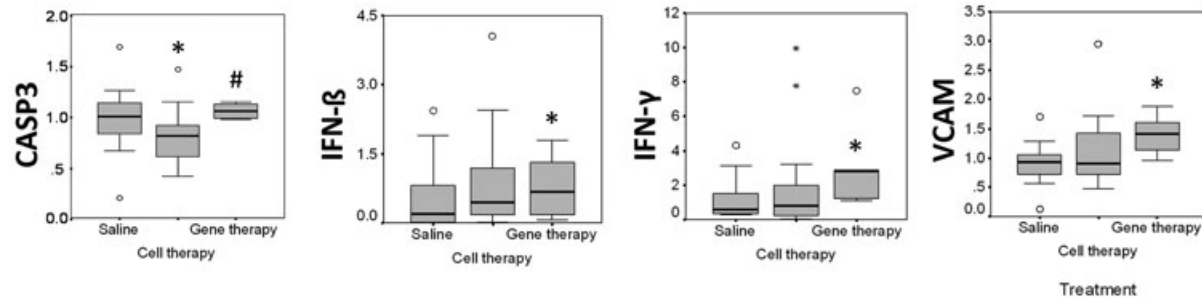 CASP3
2.0
1.5
1.0
.5
0.0
*
#
Saline
Gene therapy
Cell therapy
IFN-ß
4.5
3.0
1.5
0.0
*
Saline
Gene therapy
Cell therapy
IFN-γ
12
10
8
6
4
2
0
*
*
*
Saline
Gene therapy
Cell therapy
VCAM
3.5
3.0
2.5
2.0
1.5
1.0
.5
0.0
*
Saline
Gene therapy
Cell therapy
Treatment